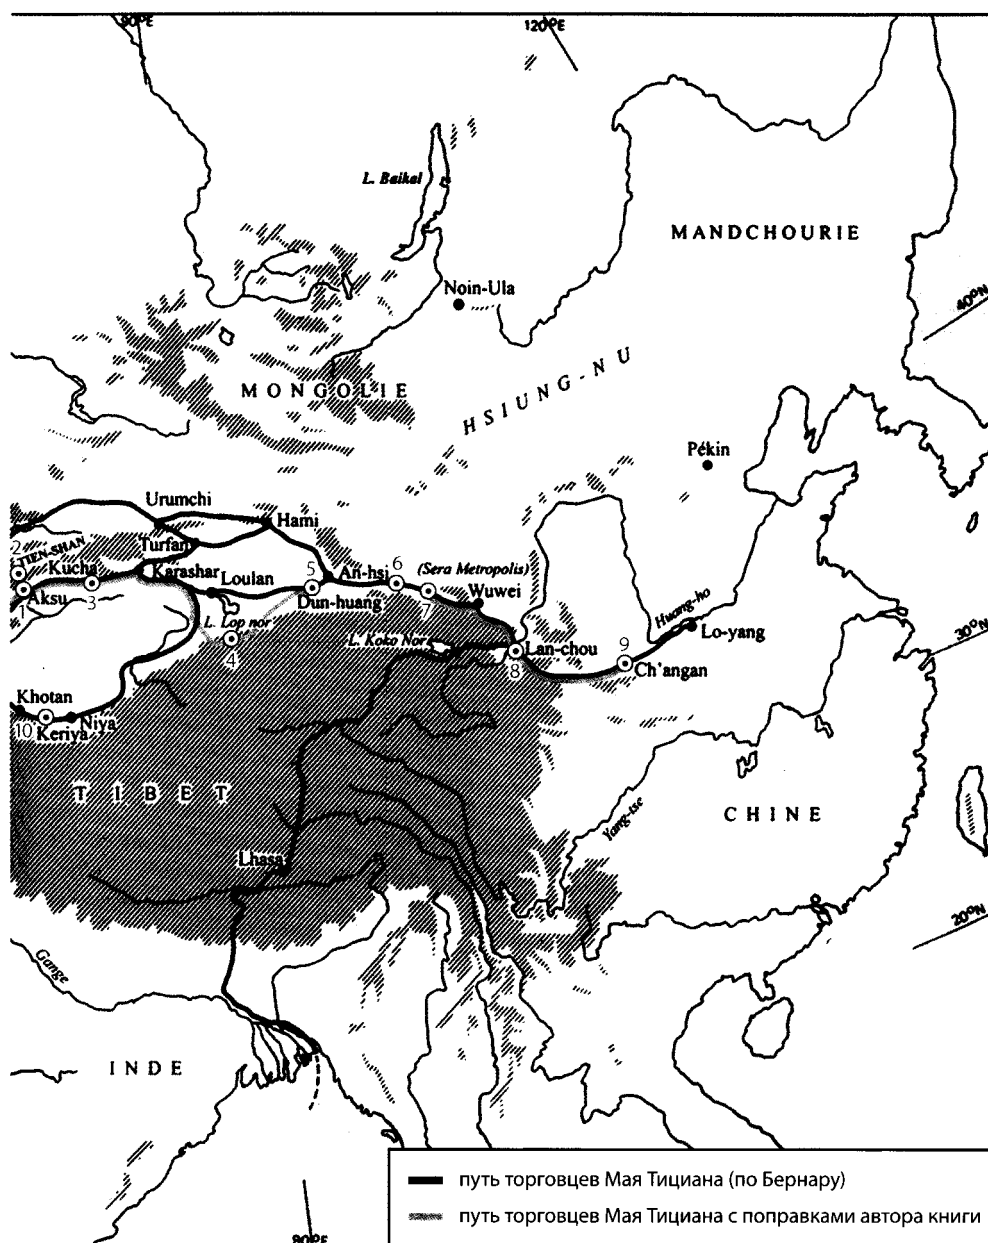 90°E
120°E
L. Baikal
MANDCHOURIE
Noin-Ula
40°N
MONGOLIE
HSIUNG-NU
Pékin
Urumchi
Hami
Turfan
2
TIEN-SHAN
Kucha
Karashar
5
An-hsi
6
(Sera Metropolis)
1
Aksu
3
Loulan
Dun-huang
7
Wuwei
Huang-ho
L. Lop nor
4
L. Koko Nor
Lan-chou
8
9
Lo-yang
Ch'angan
30°N
Khotan
10
Keriya
Niya
TIBET
CHINE
Yang-tse
Lhasa
20°N
Gange
INDE
путь торговцев Мая Тициана (по Бернару)
путь торговцев Мая Тициана с поправками автора книги
90°E